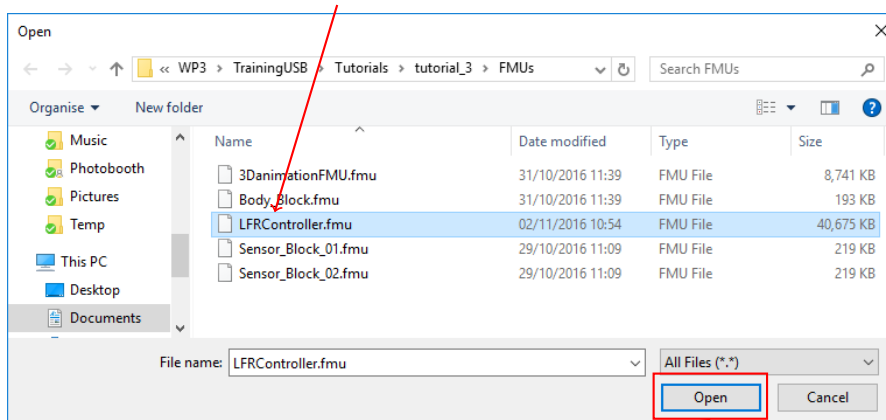 Open
« WP3 › TrainingUSB › Tutorials › tutorial_3 › FMUs
Search FMUs
Organise
New folder
Music
Photobooth
Pictures
Temp
This PC
Desktop
Documents
Name Date modified Type Size
3DanimationFMU.fmu 31/10/2016 11:39 FMU File 8,741 KB
Body_Block.fmu 31/10/2016 11:39 FMU File 193 KB
LFRController.fmu 02/11/2016 10:54 FMU File 40,675 KB
Sensor_Block_01.fmu 29/10/2016 11:09 FMU File 219 KB
Sensor_Block_02.fmu 29/10/2016 11:09 FMU File 219 KB
File name: LFRController.fmu
All Files (*.*)
Open
Cancel